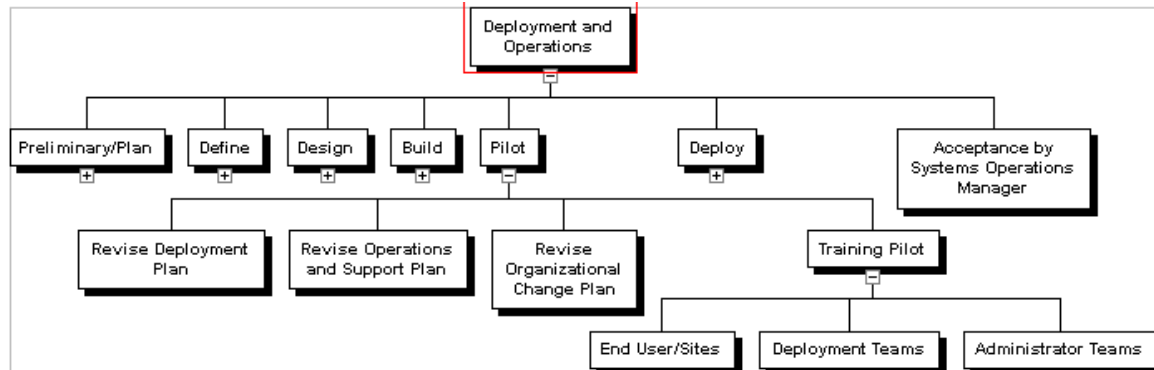 Deployment and
Operations
Preliminary/Plan
Define
Design
Build
Pilot
Deploy
Acceptance by
Systems Operations
Manager
Revise Deployment
Plan
Revise Operations
and Support Plan
Revise
Organizational
Change Plan
Training Pilot
End User/Sites
Deployment Teams
Administrator Teams